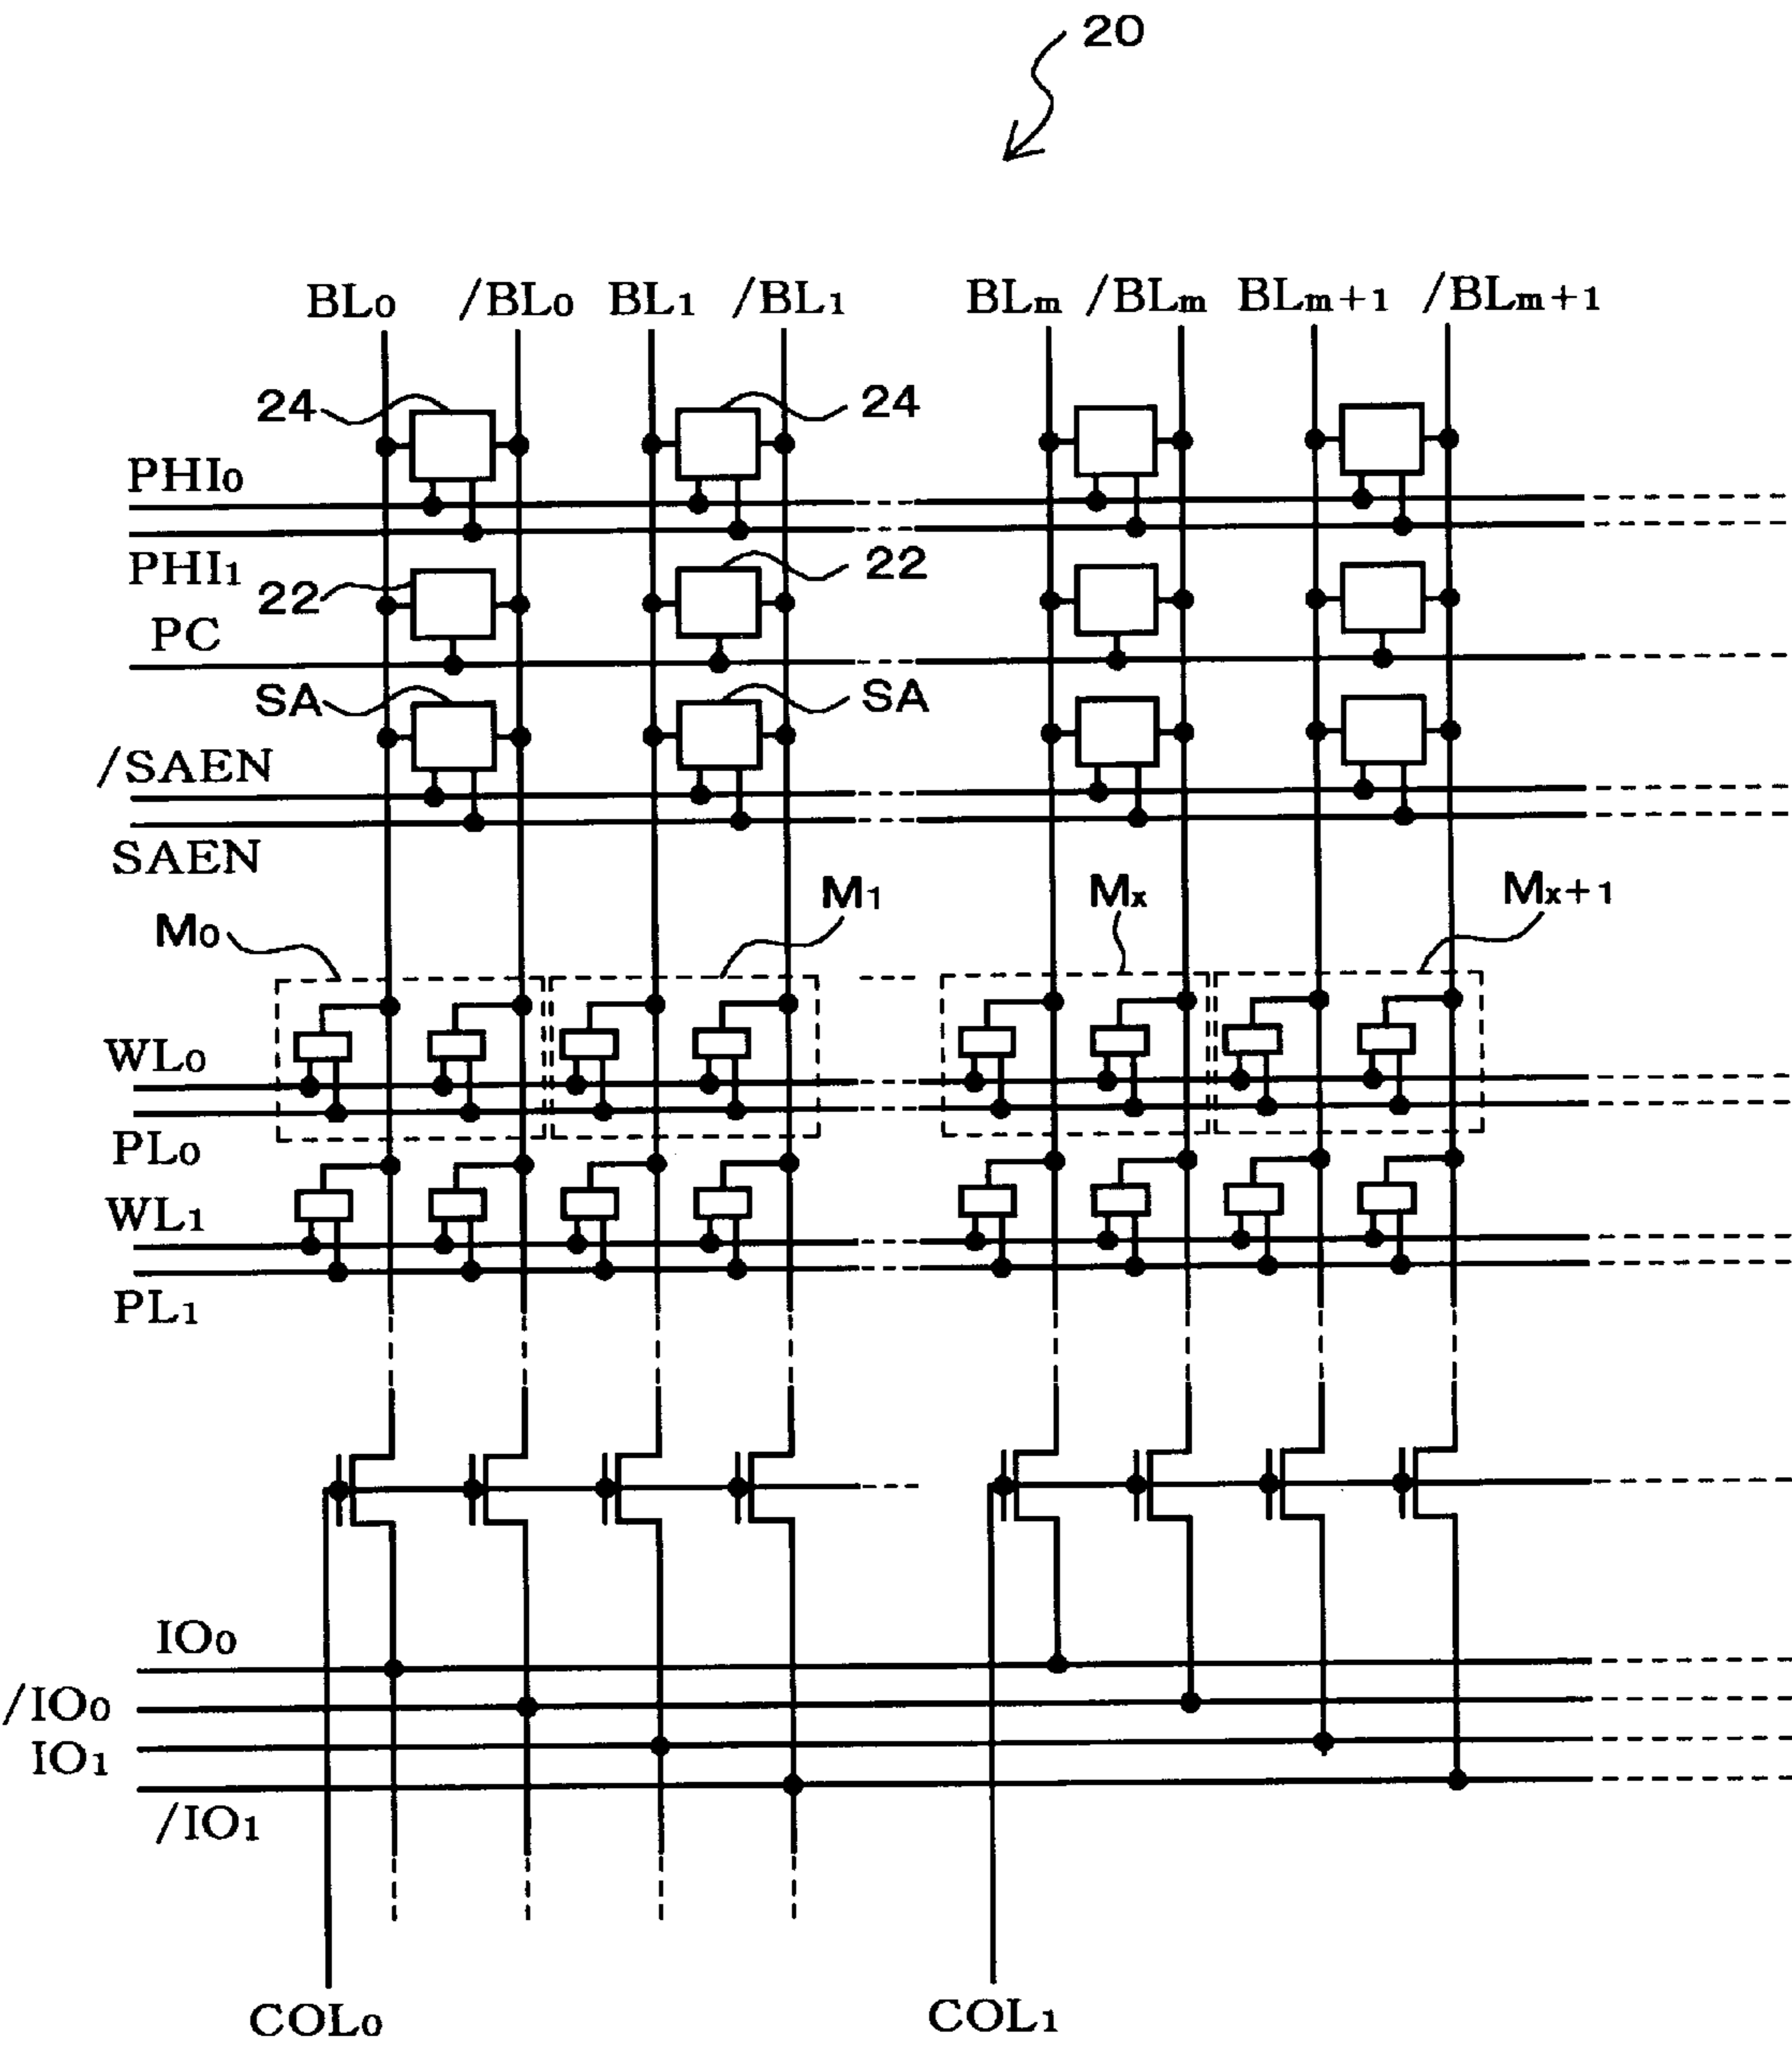 20
BL0 /BL0 BL1 /BL1 BLm /BLm BLm+1 /BLm+1
24 24
PHI0
PHI1 22
22
PC
SA SA
/SAEN
SAEN
M0 M1 Mx Mx+1
WL0
PL0
WL1
PL1
IO0
/IO0
IO1
/IO1
COL0 COL1